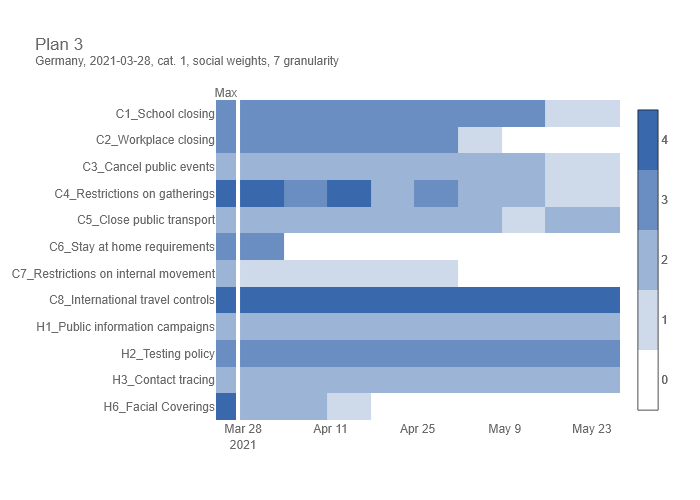 Plan 3
Germany, 2021-03-28, cat. 1, social weights, 7 granularity
Max
C1_School closing
C2_Workplace closing
C3_Cancel public events
C4_Restrictions on gatherings
C5_Close public transport
C6_Stay at home requirements
C7_Restrictions on internal movement
C8_International travel controls
H1_Public information campaigns
H2_Testing policy
H3_Contact tracing
H6_Facial Coverings
Mar 28 Apr 11 Apr 25 May 9 May 23
2021
4
3
2
1
0